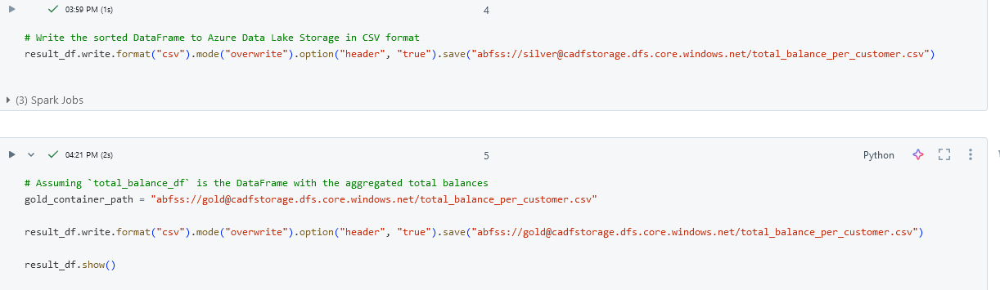 03:59 PM (1s)
4
# Write the sorted DataFrame to Azure Data Lake Storage in CSV format
result_df.write.format("csv").mode("overwrite").option("header", "true").save("abfss://silver@cadfstorage.dfs.core.windows.net/total_balance_per_customer.csv")
(3) Spark Jobs
04:21 PM (2s)
5
Python
# Assuming `total_balance_df` is the DataFrame with the aggregated total balances
gold_container_path = "abfss://gold@cadfstorage.dfs.core.windows.net/total_balance_per_customer.csv"
result_df.write.format("csv").mode("overwrite").option("header", "true").save("abfss://gold@cadfstorage.dfs.core.windows.net/total_balance_per_customer.csv")
result_df.show()